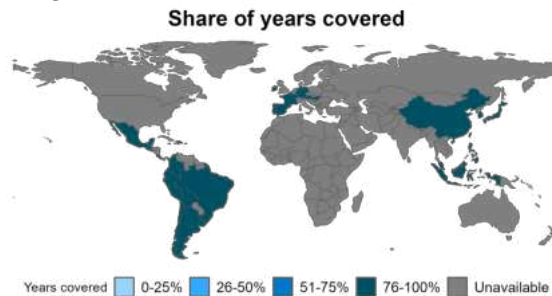 Share of years covered
Years covered 0-25% 26-50% 51-75% 76-100% Unavailable